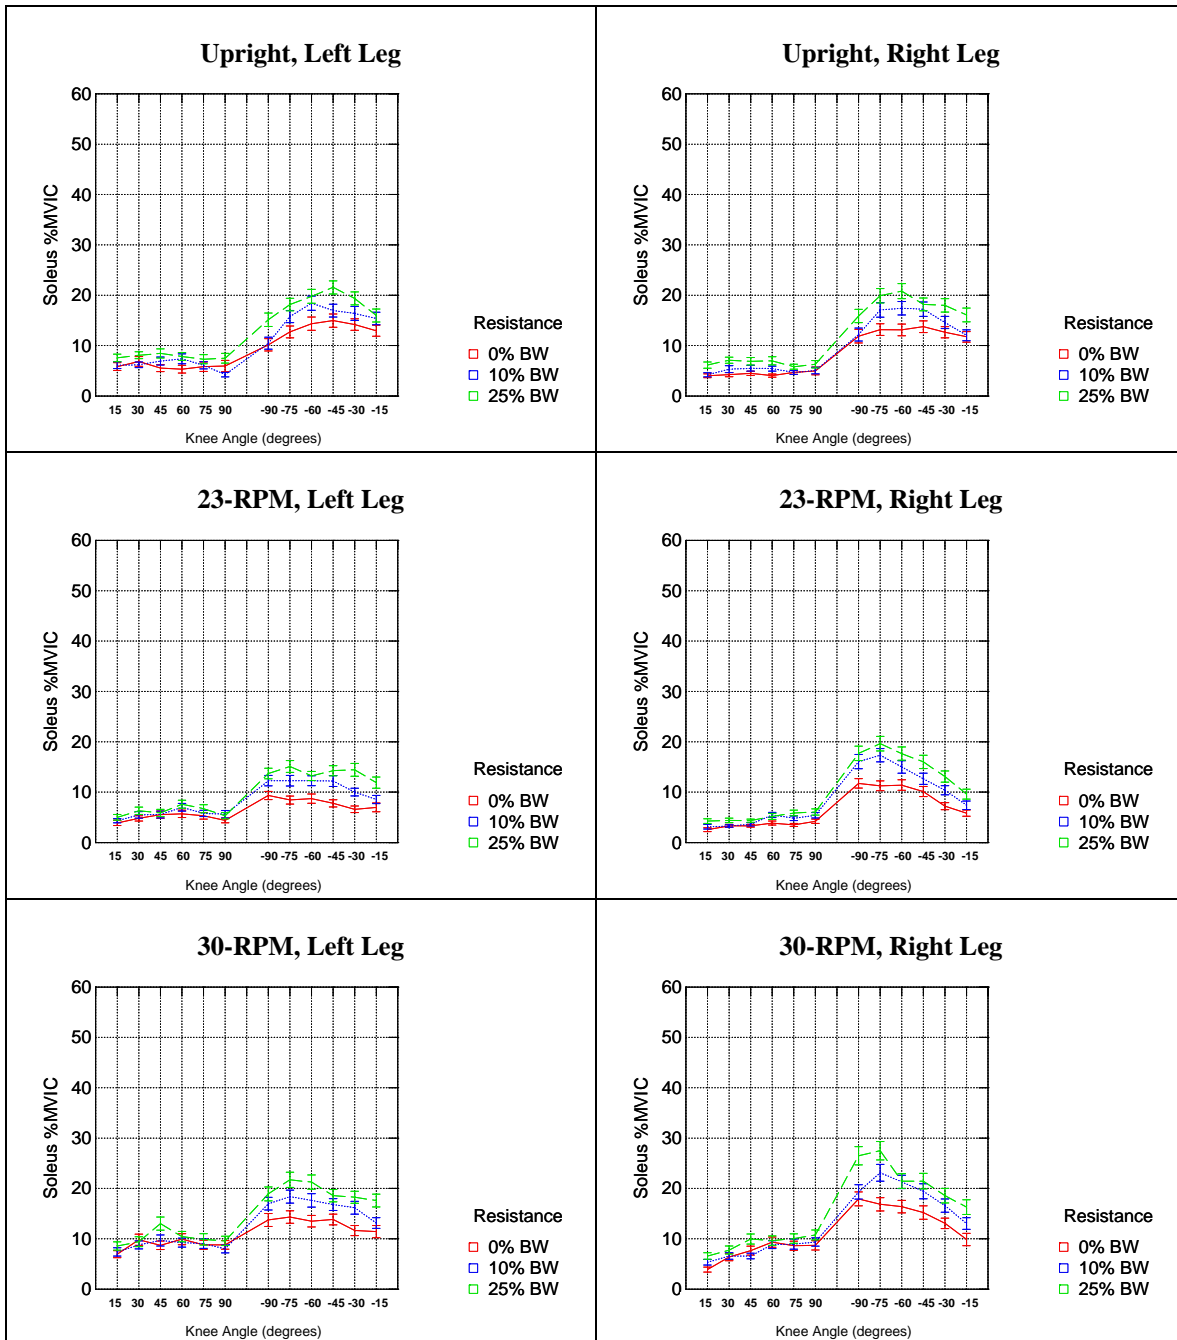 Upright, Left Leg
60
50
40
30
20
10
0
Soleus %MVIC
15 30 45 60 75 90 -90 -75 -60 -45 -30 -15
Knee Angle (degrees)
Resistance
0% BW
10% BW
25% BW
Upright, Right Leg
60
50
40
30
20
10
0
Soleus %MVIC
15 30 45 60 75 90 -90 -75 -60 -45 -30 -15
Knee Angle (degrees)
Resistance
0% BW
10% BW
25% BW
23-RPM, Left Leg
60
50
40
30
20
10
0
Soleus %MVIC
15 30 45 60 75 90 -90 -75 -60 -45 -30 -15
Knee Angle (degrees)
Resistance
0% BW
10% BW
25% BW
23-RPM, Right Leg
60
50
40
30
20
10
0
Soleus %MVIC
15 30 45 60 75 90 -90 -75 -60 -45 -30 -15
Knee Angle (degrees)
Resistance
0% BW
10% BW
25% BW
30-RPM, Left Leg
60
50
40
30
20
10
0
Soleus %MVIC
15 30 45 60 75 90 -90 -75 -60 -45 -30 -15
Knee Angle (degrees)
Resistance
0% BW
10% BW
25% BW
30-RPM, Right Leg
60
50
40
30
20
10
0
Soleus %MVIC
15 30 45 60 75 90 -90 -75 -60 -45 -30 -15
Knee Angle (degrees)
Resistance
0% BW
10% BW
25% BW